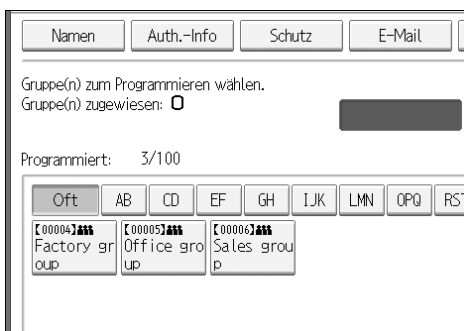 Namen Auth.-Info Schutz E-Mail
Gruppe(n) zum Programmieren wählen.
Gruppe(n) zugewiesen: 0
Programmiert: 3/100
Oft AB CD EF GH IJK LMN OPQ RST
【00004】 【00005】 【00006】
Factory gr Office gro Sales grou
oup up p